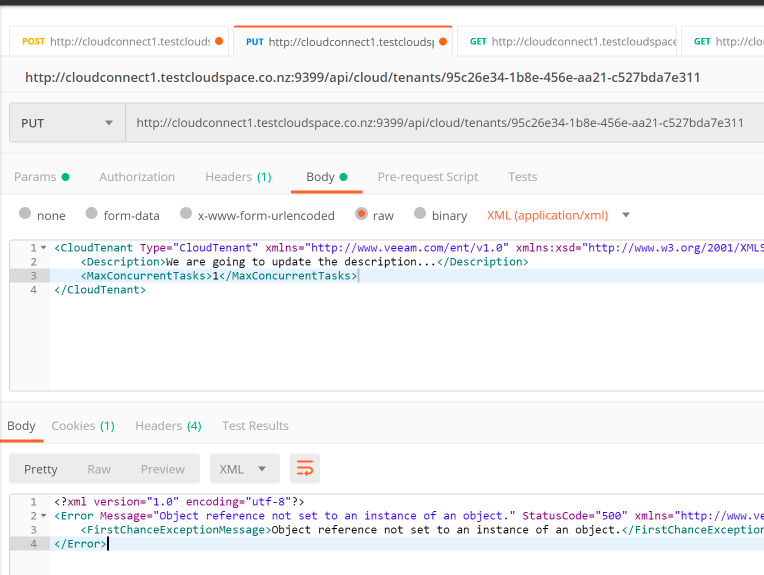 POST http://cloudconnect1.testclouds PUT http://cloudconnect1.testcloudsp GET http://cloudconnect1.testcloudspace GET http://clo
http://cloudconnect1.testcloudspace.co.nz:9399/api/cloud/tenants/95c26e34-1b8e-456e-aa21-c527bda7e311
PUT http://cloudconnect1.testcloudspace.co.nz:9399/api/cloud/tenants/95c26e34-1b8e-456e-aa21-c527bda7e311
Params Authorization Headers (1) Body Pre-request Script Tests
none form-data x-www-form-urlencoded raw binary XML (application/xml)
1 <CloudTenant Type="CloudTenant" xmlns="http://www.veeam.com/ent/v1.0" xmlns:xsd="http://www.w3.org/2001/XMLS
2 <Description>We are going to update the description...</Description>
3 <MaxConcurrentTasks>1</MaxConcurrentTasks>
4 </CloudTenant>
Body Cookies (1) Headers (4) Test Results
Pretty Raw Preview XML
1 <?xml version="1.0" encoding="utf-8"?>
2 <Error Message="Object reference not set to an instance of an object." StatusCode="500" xmlns="http://www.ve
3 <FirstChanceExceptionMessage>Object reference not set to an instance of an object.</FirstChanceException
4 </Error>